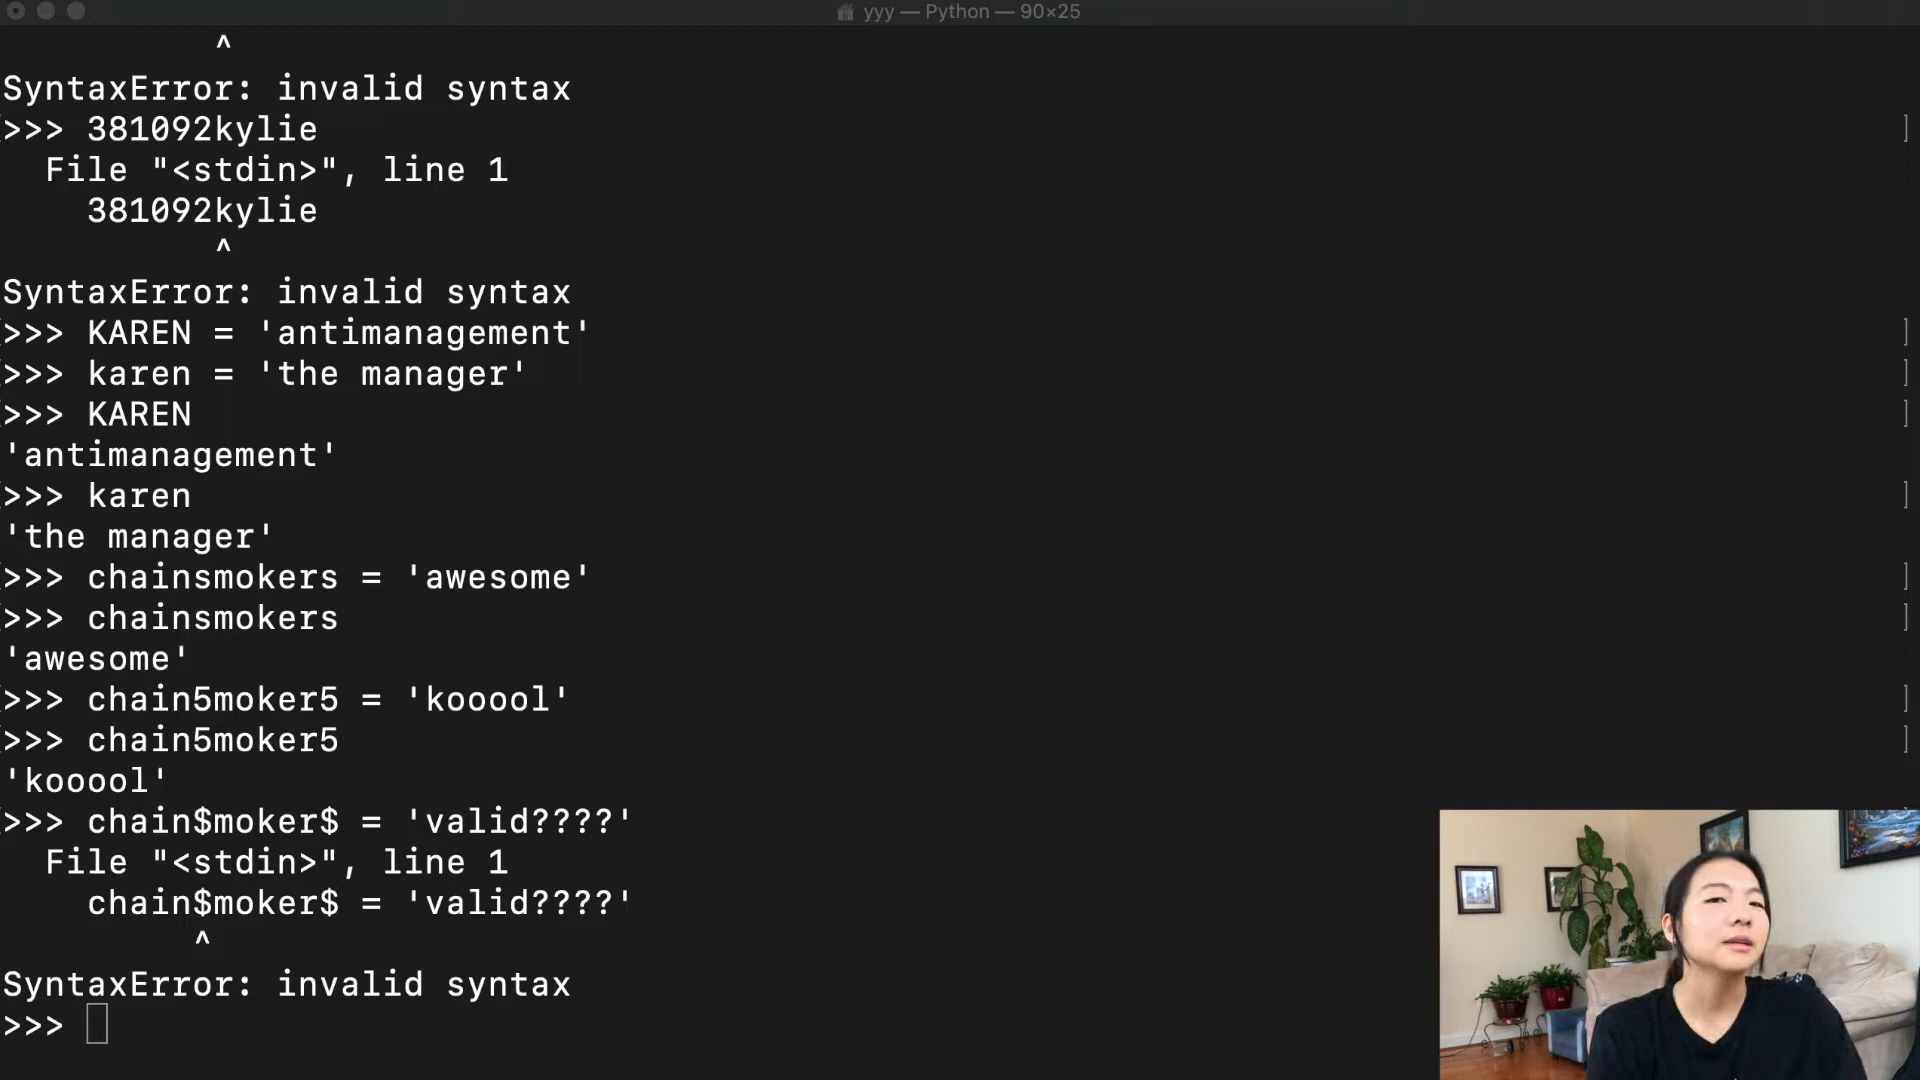 yyy — Python — 90×25
^
SyntaxError: invalid syntax
>>> 381092kylie
File "<stdin>", line 1
381092kylie
^
SyntaxError: invalid syntax
>>> KAREN = 'antimanagement'
>>> karen = 'the manager'
>>> KAREN
'antimanagement'
>>> karen
'the manager'
>>> chainsmokers = 'awesome'
>>> chainsmokers
'awesome'
>>> chain5moker5 = 'kooool'
>>> chain5moker5
'kooool'
>>> chain$moker$ = 'valid????'
File "<stdin>", line 1
chain$moker$ = 'valid????'
^
SyntaxError: invalid syntax
>>>